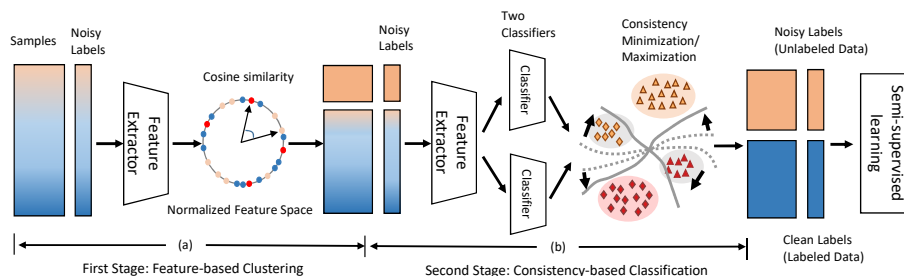 Samples
Noisy
Labels
Feature
Extractor
Cosine similarity
Normalized Feature Space
Noisy
Labels
Feature
Extractor
Two
Classifiers
Classifier
Classifier
Consistency
Minimization/
Maximization
Noisy Labels
(Unlabeled Data)
Semi-supervised
learning
Clean Labels
(Labeled Data)
(a)
(b)
First Stage: Feature-based Clustering
Second Stage: Consistency-based Classification